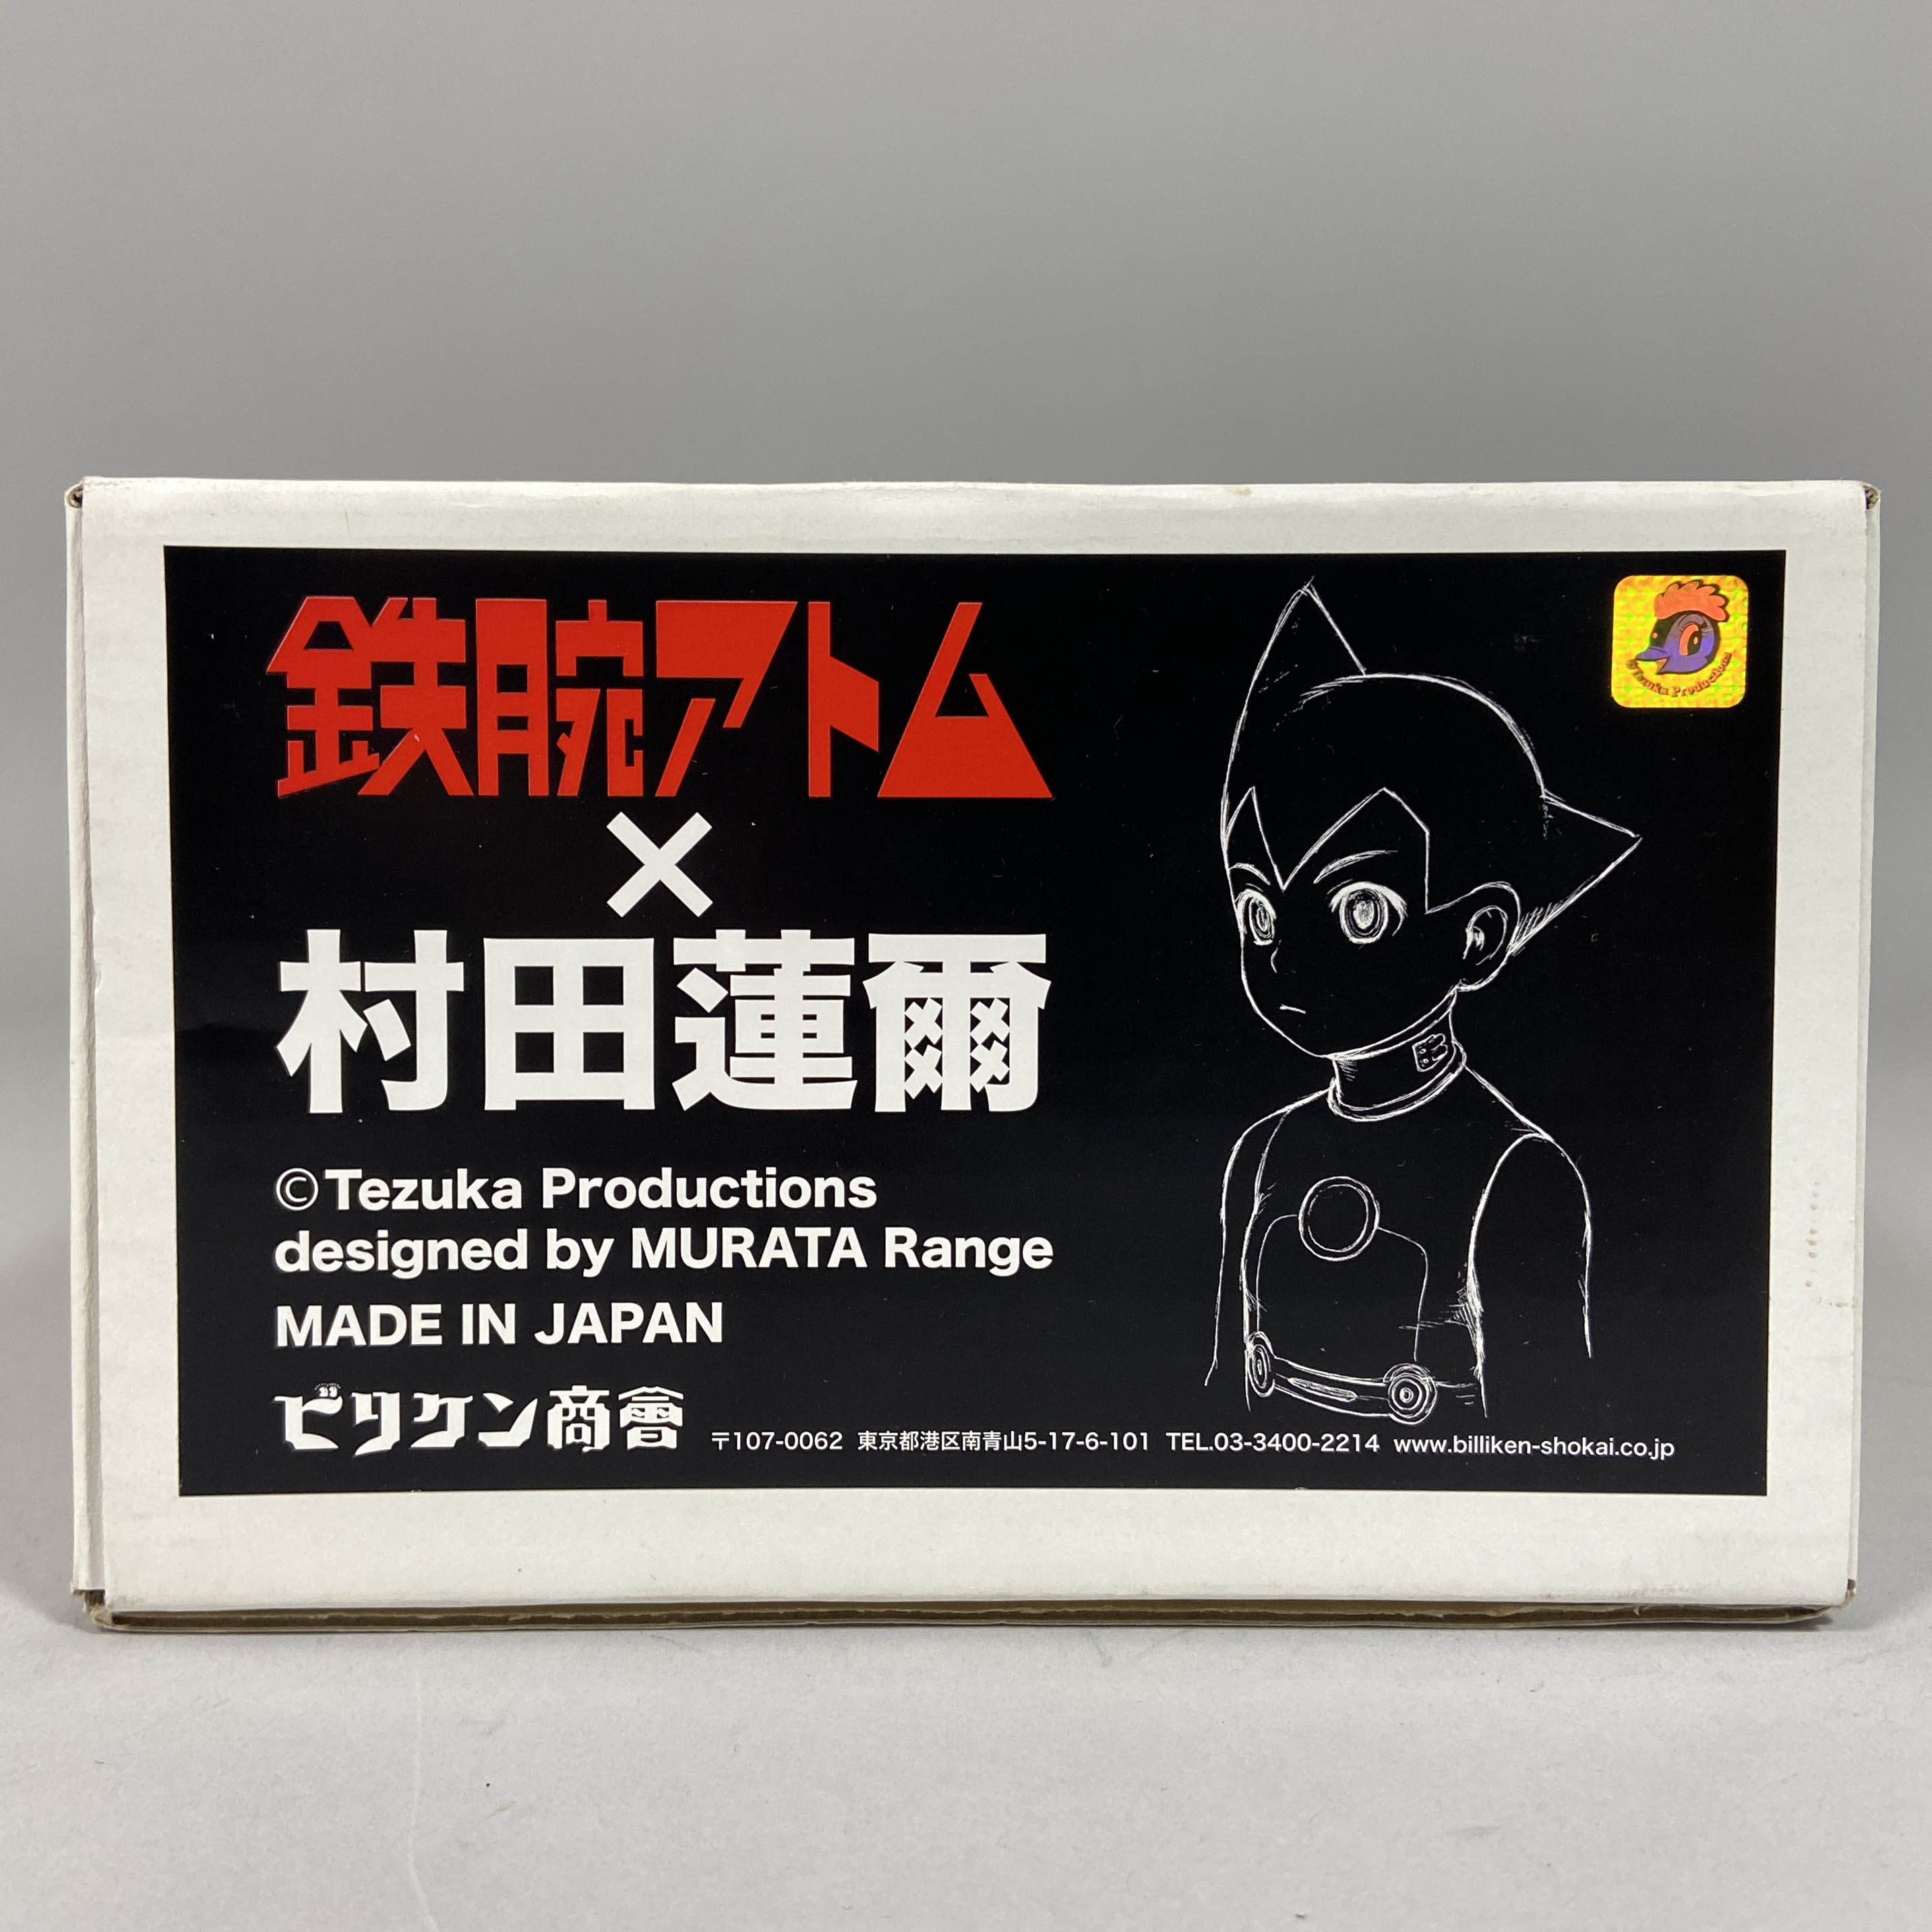 鉄腕アトム
×
村田蓮爾
©Tezuka Productions
designed by MURATA Range
MADE IN JAPAN
ビリケン商會
〒107-0062 東京都港区南青山5-17-6-101 TEL.03-3400-2214 www.billiken-shokai.co.jp
©Tezuka Productions